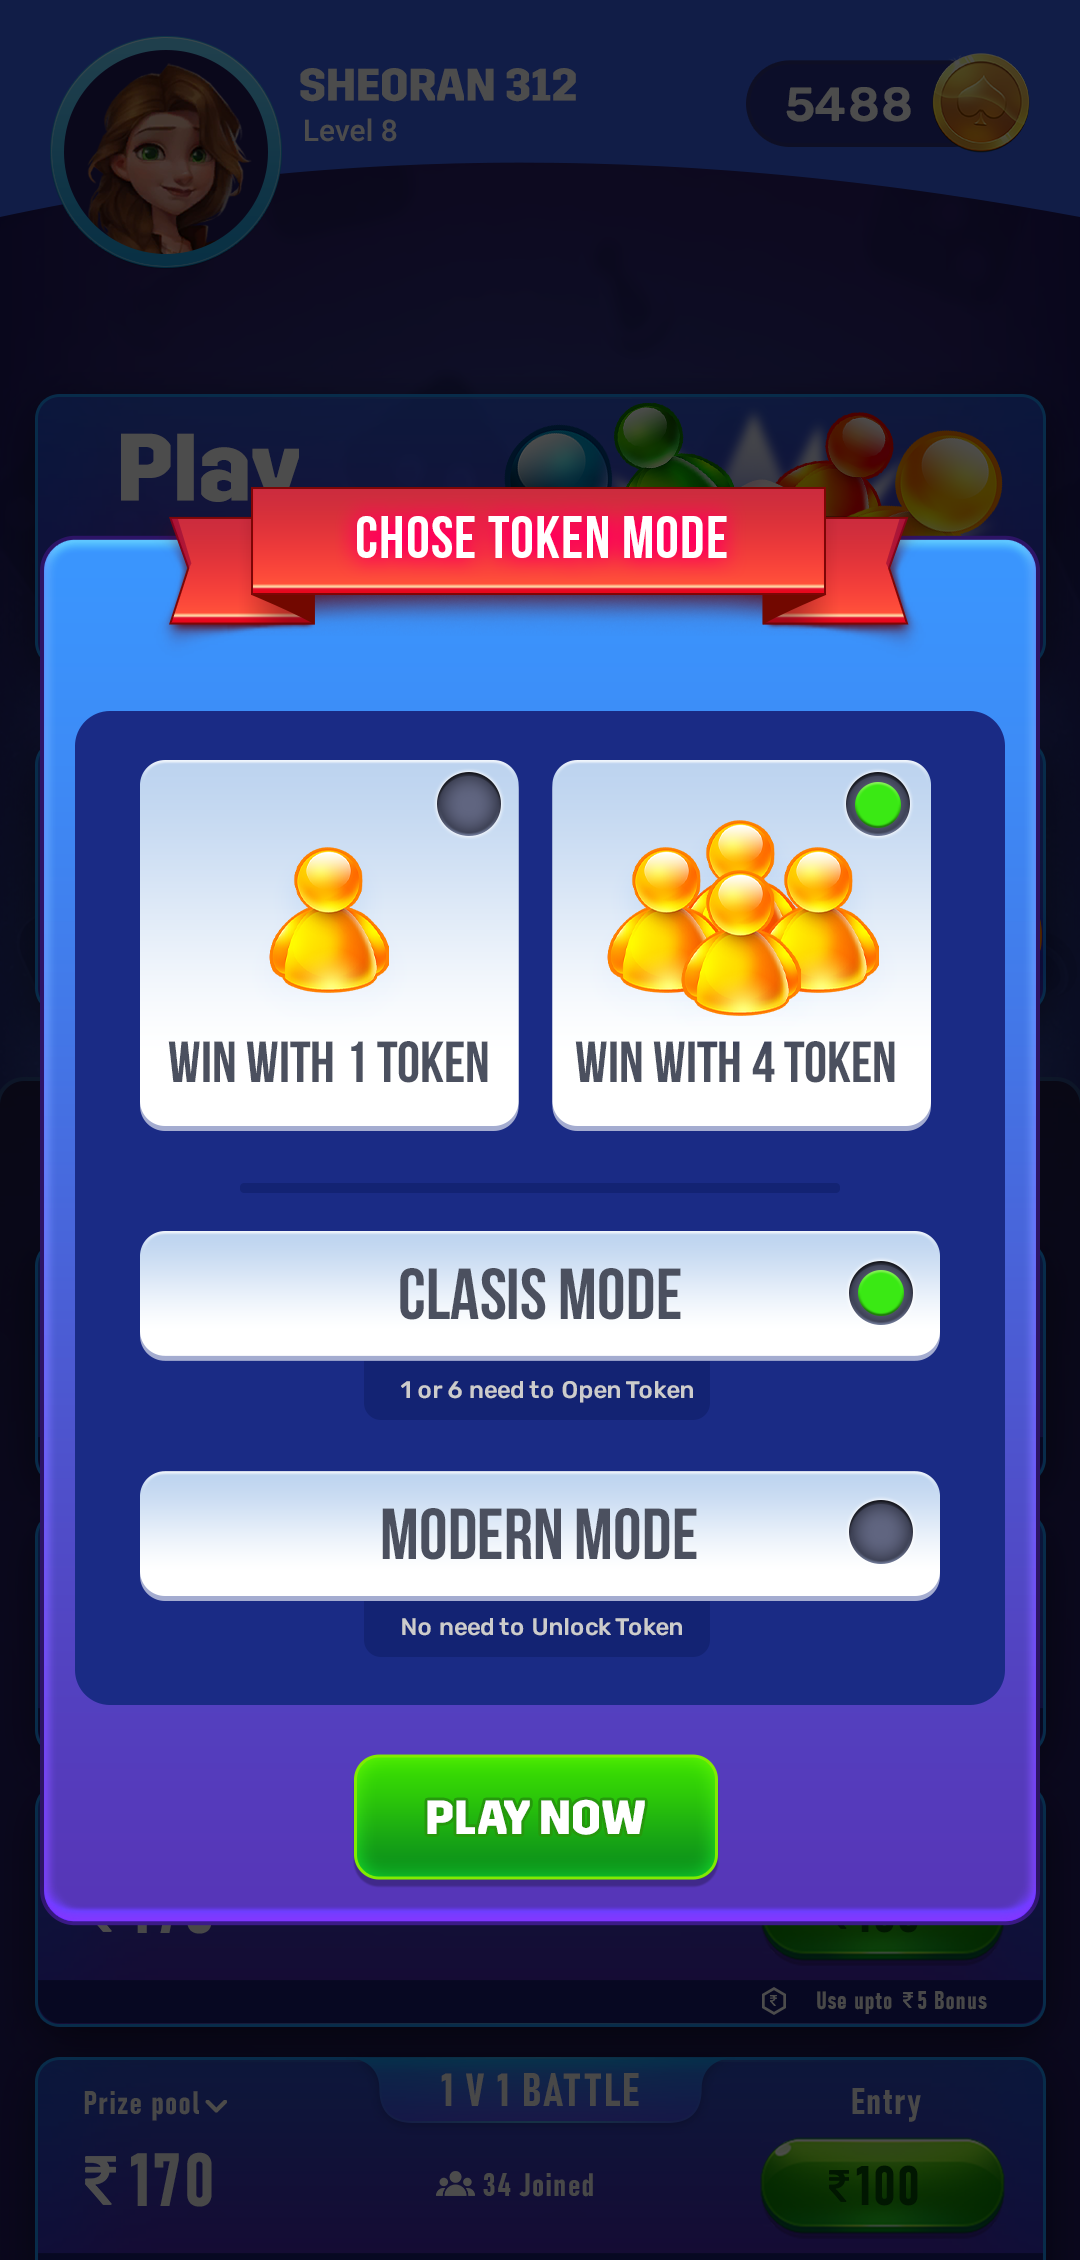 SHEORAN 312
Level 8
5488
Play
CHOSE TOKEN MODE
WIN WITH 1 TOKEN
WIN WITH 4 TOKEN
CLASIS MODE
1 or 6 need to Open Token
MODERN MODE
No need to Unlock Token
PLAY NOW
Use upto ₹5 Bonus
1 V 1 BATTLE
Prize pool
Entry
₹170
34 Joined
₹100